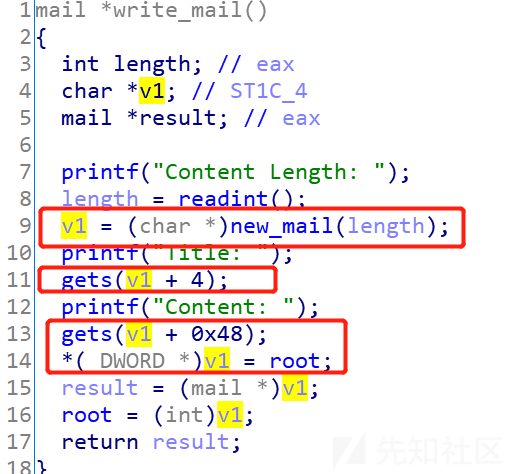 1 mail *write_mail()
2 {
3 int length; // eax
4 char *v1; // ST1C_4
5 mail *result; // eax
6
7 printf("Content Length: ");
8 length = readint();
9 v1 = (char *)new_mail(length);
10 printf("Title: ");
11 gets(v1 + 4);
12 printf("Content: ");
13 gets(v1 + 0x48);
14 *(_DWORD *)v1 = root;
15 result = (mail *)v1;
16 root = (int)v1;
17 return result;
18 }
先知社区